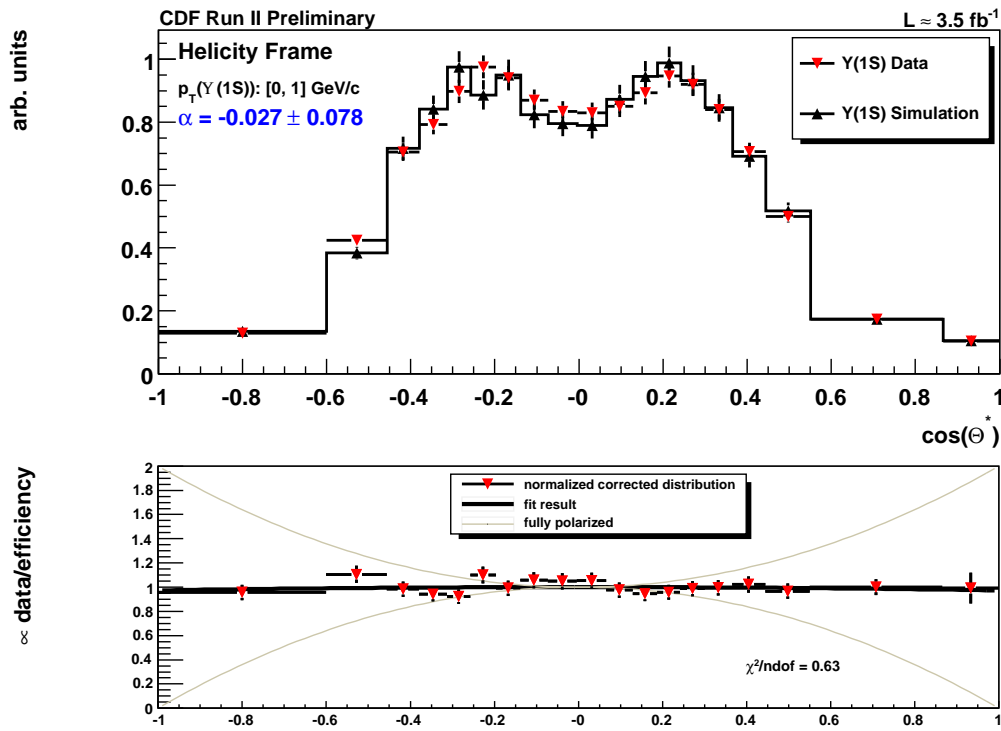 CDF Run II Preliminary
L ≈ 3.5 fb⁻¹
arb. units
Helicity Frame
p_T(ϒ(1S)): [0, 1] GeV/c
α = -0.027 ± 0.078
ϒ(1S) Data
ϒ(1S) Simulation
1
0.8
0.6
0.4
0.2
0
-1 -0.8 -0.6 -0.4 -0.2 -0 0.2 0.4 0.6 0.8 1
cos(Θ*)
∝ data/efficiency
2
1.8
1.6
1.4
1.2
1
0.8
0.6
0.4
0.2
0
normalized corrected distribution
fit result
fully polarized
χ²/ndof = 0.63
-1 -0.8 -0.6 -0.4 -0.2 -0 0.2 0.4 0.6 0.8 1